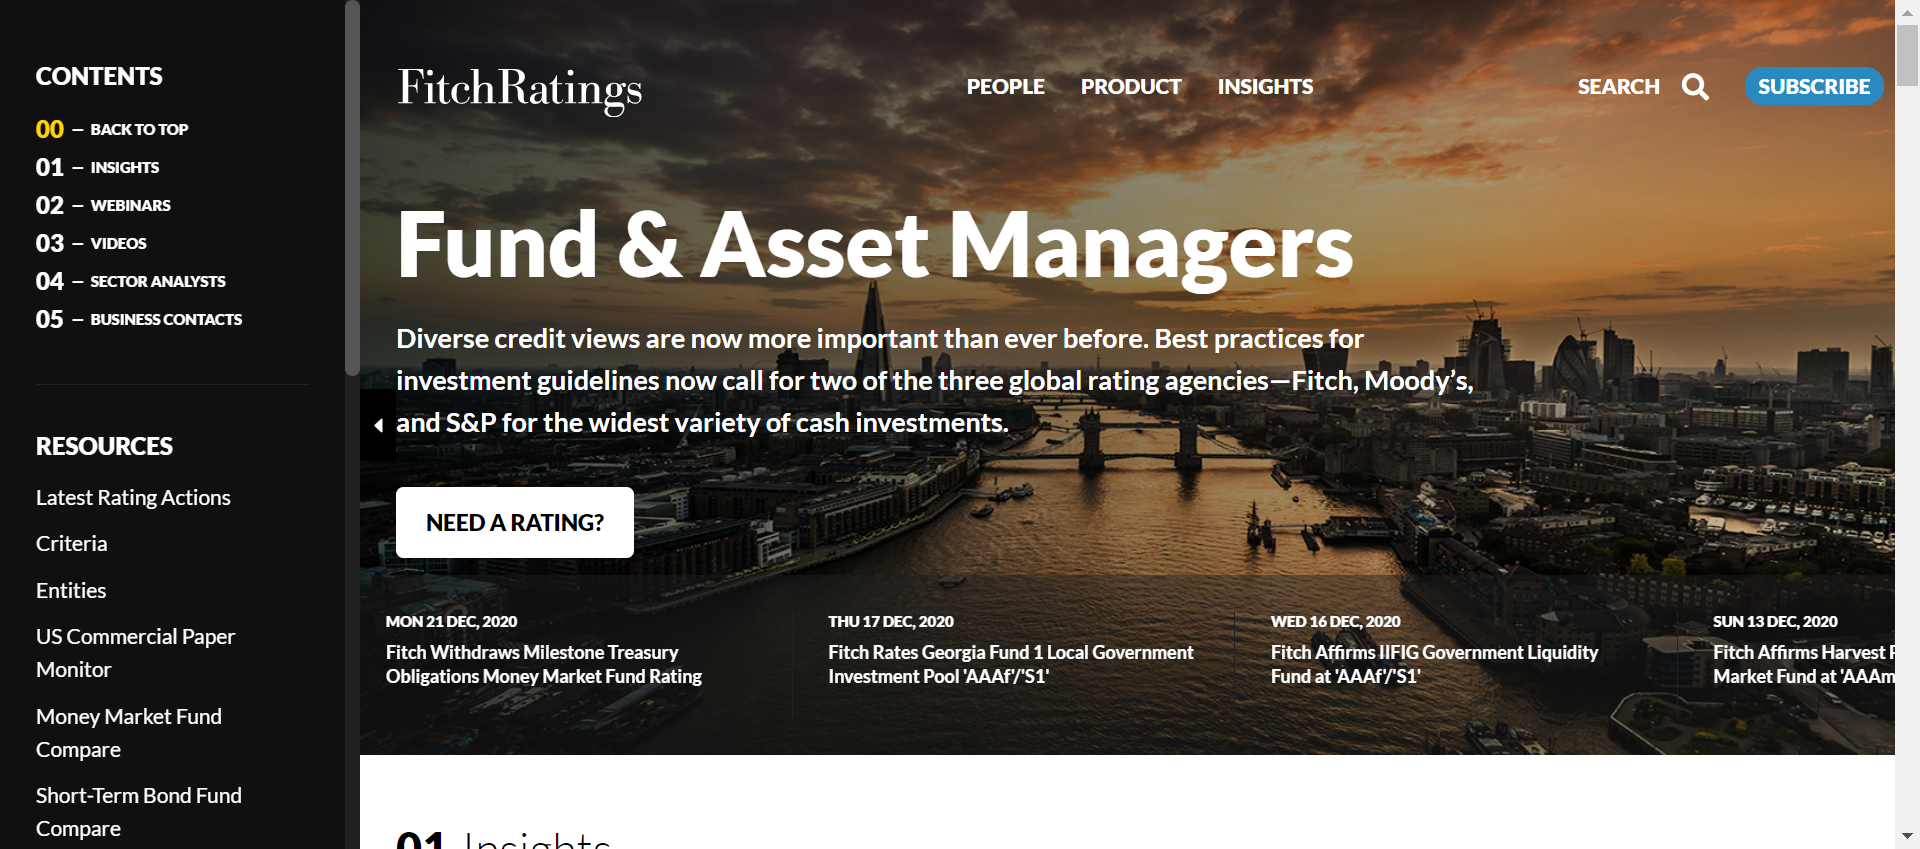 CONTENTS
00 – BACK TO TOP
01 – INSIGHTS
02 – WEBINARS
03 – VIDEOS
04 – SECTOR ANALYSTS
05 – BUSINESS CONTACTS
RESOURCES
Latest Rating Actions
Criteria
Entities
US Commercial Paper
Monitor
Money Market Fund
Compare
Short-Term Bond Fund
Compare
FitchRatings
PEOPLE PRODUCT INSIGHTS
SEARCH
SUBSCRIBE
Fund & Asset Managers
Diverse credit views are now more important than ever before. Best practices for
investment guidelines now call for two of the three global rating agencies—Fitch, Moody’s,
and S&P for the widest variety of cash investments.
NEED A RATING?
MON 21 DEC, 2020
Fitch Withdraws Milestone Treasury
Obligations Money Market Fund Rating
THU 17 DEC, 2020
Fitch Rates Georgia Fund 1 Local Government
Investment Pool 'AAAf'/'S1'
WED 16 DEC, 2020
Fitch Affirms IIFIG Government Liquidity
Fund at 'AAAf'/'S1'
SUN 13 DEC, 2020
Fitch Affirms Harvest
Market Fund at 'AAAm
01 Insights